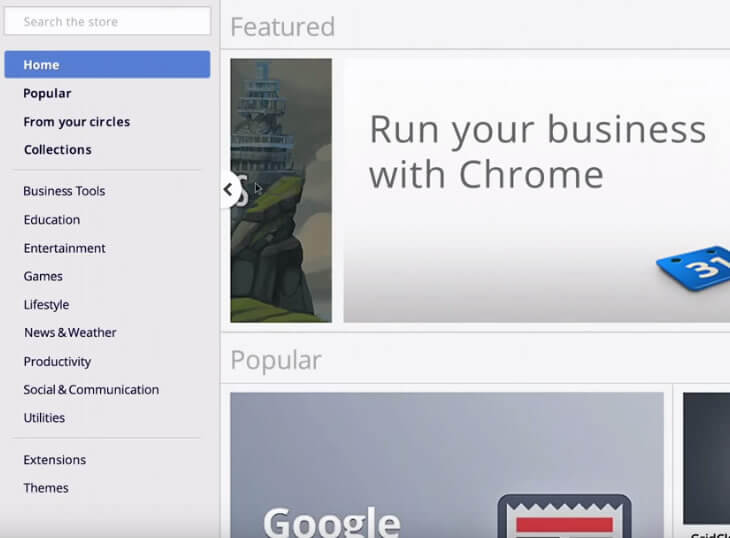 Search the store
Home
Popular
From your circles
Collections
Business Tools
Education
Entertainment
Games
Lifestyle
News & Weather
Productivity
Social & Communication
Utilities
Extensions
Themes
Featured
S
Run your business
with Chrome
31
Popular
Google